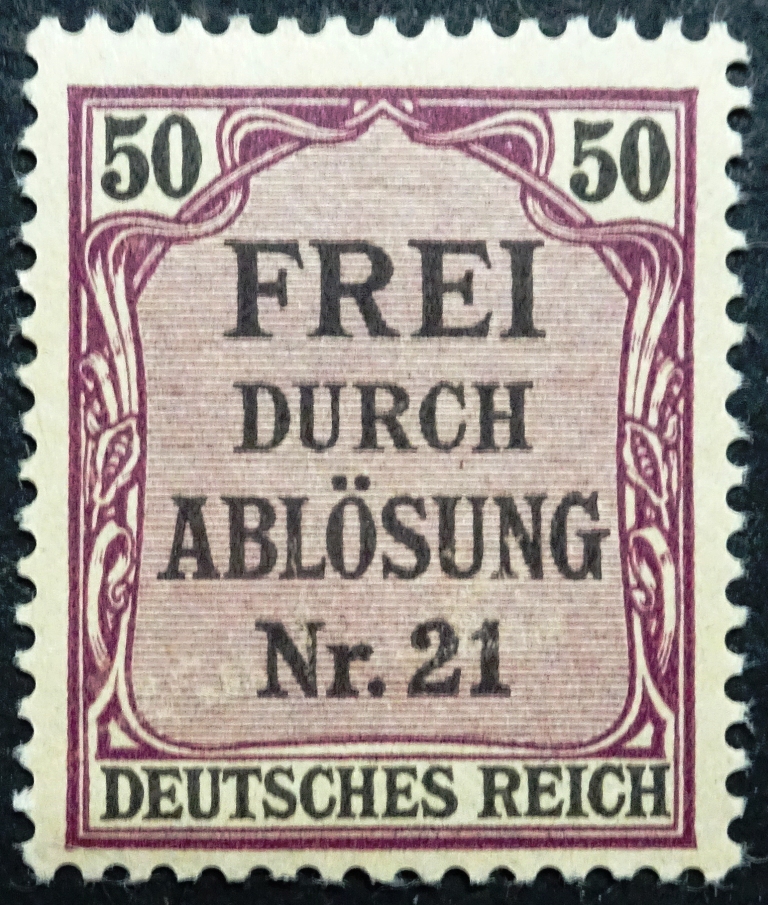 50 50
FREI
DURCH
ABLÖSUNG
Nr. 21
DEUTSCHES REICH